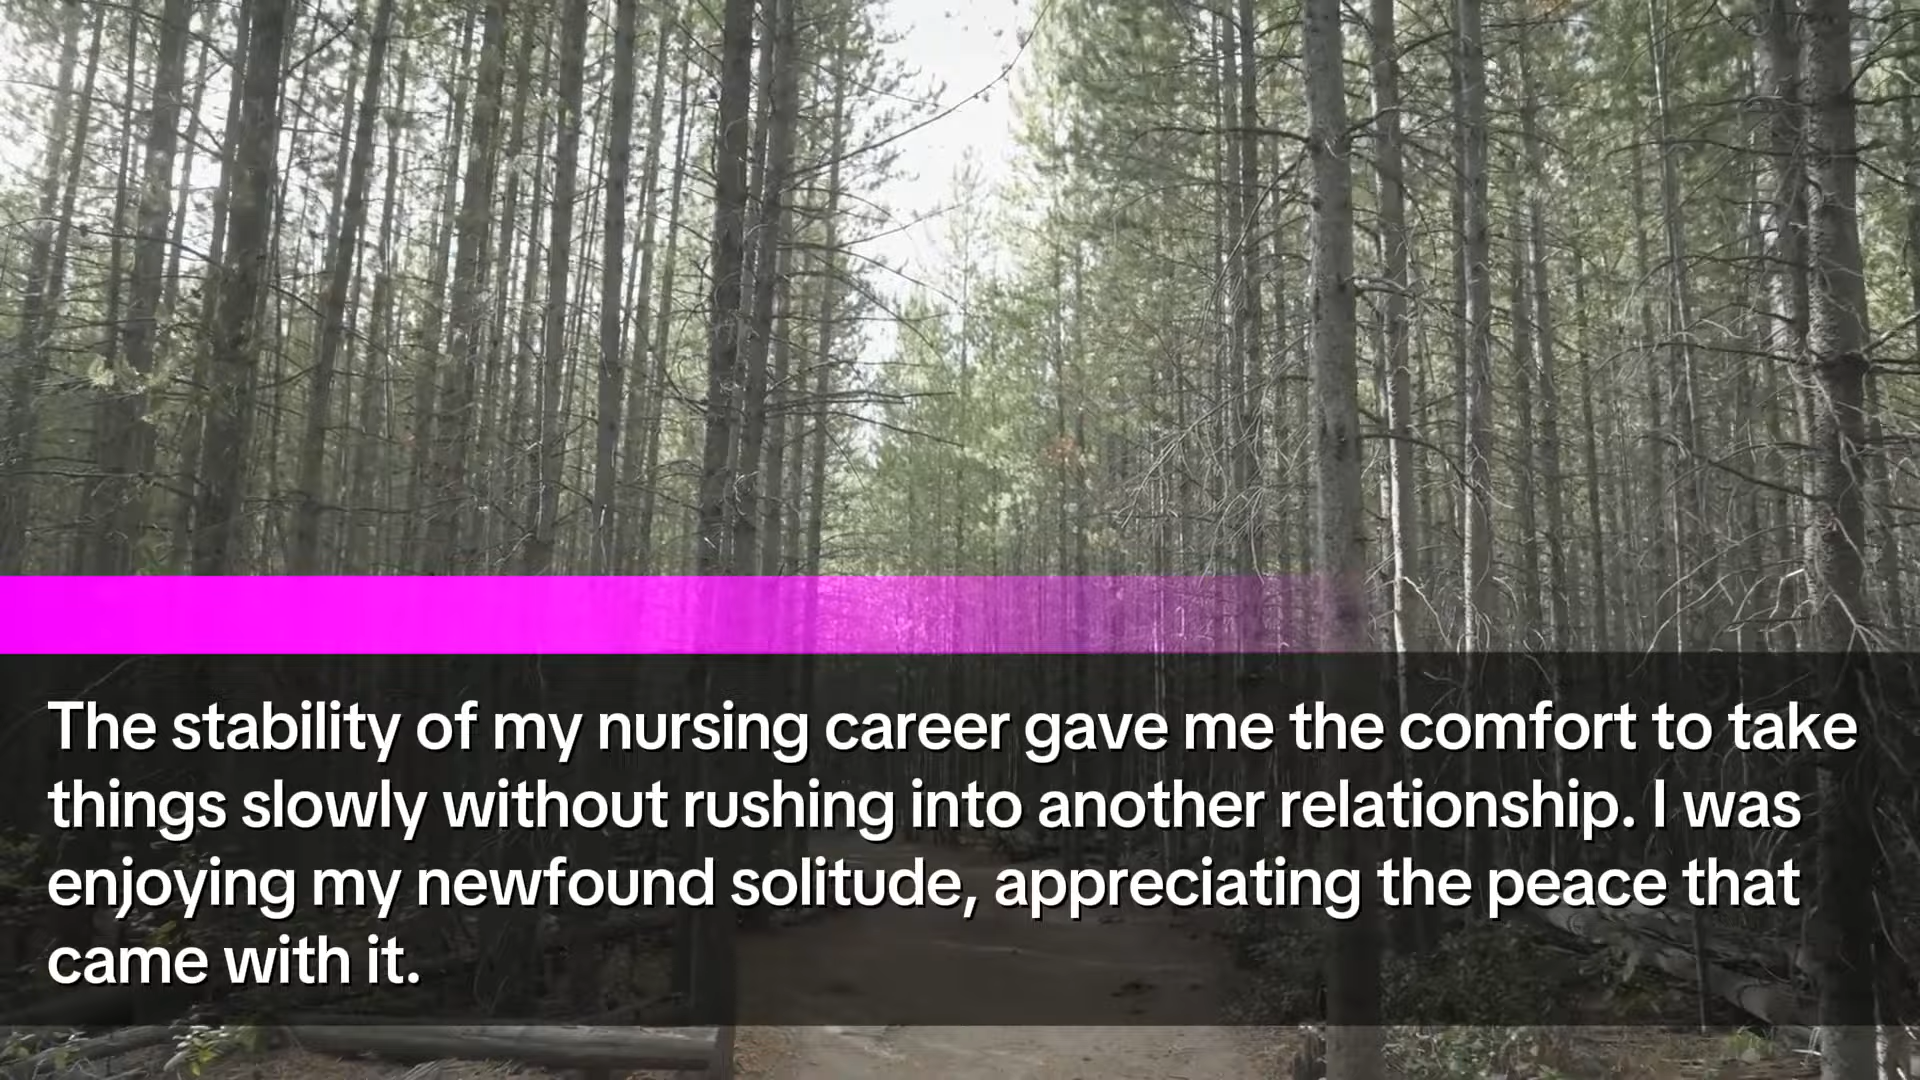 The stability of my nursing career gave me the comfort to take
things slowly without rushing into another relationship. I was
enjoying my newfound solitude, appreciating the peace that
came with it.